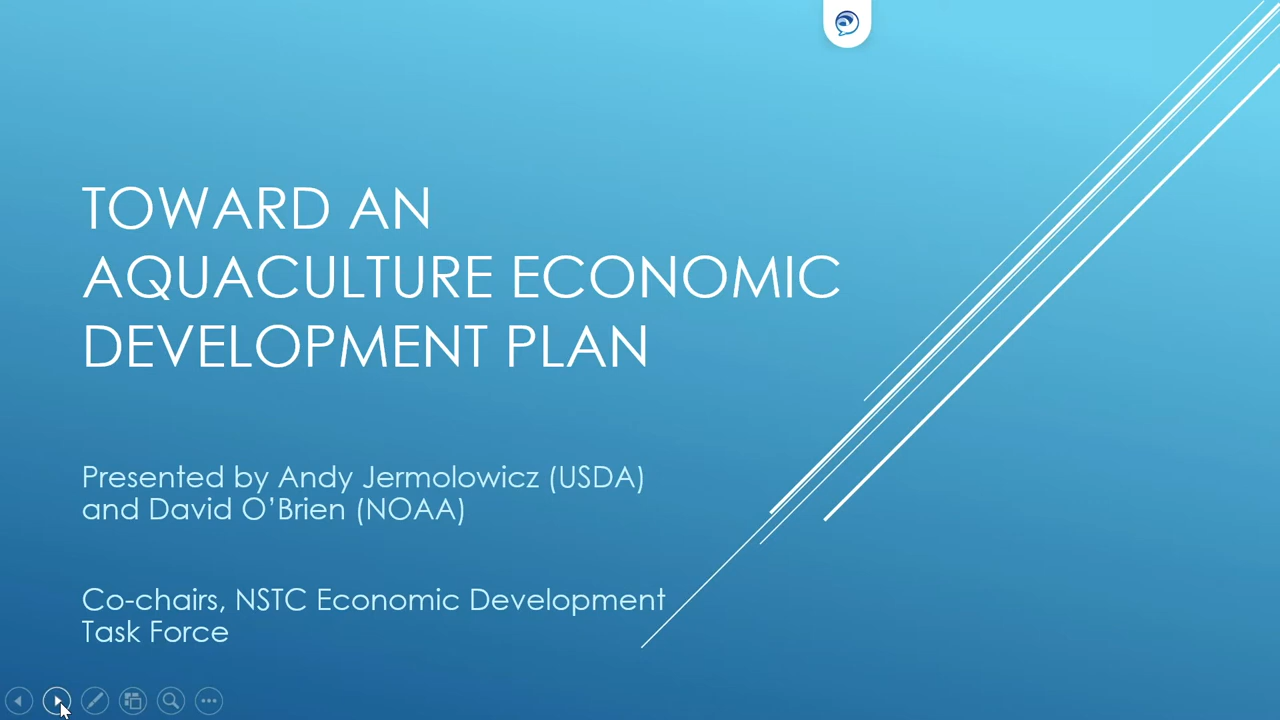 TOWARD AN
AQUACULTURE ECONOMIC
DEVELOPMENT PLAN
Presented by Andy Jermolowicz (USDA)
and David O’Brien (NOAA)
Co-chairs, NSTC Economic Development
Task Force